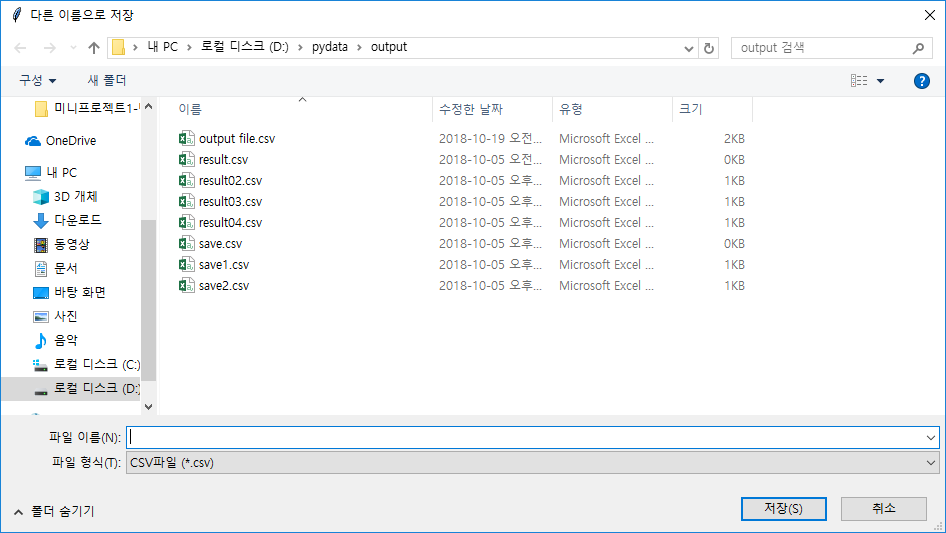 다른 이름으로 저장
내 PC > 로컬 디스크 (D:) > pydata > output
output 검색
구성
새 폴더
이름 수정한 날짜 유형 크기
미니프로젝트1-
OneDrive
내 PC
3D 개체
다운로드
동영상
문서
바탕 화면
사진
음악
로컬 디스크 (C:)
로컬 디스크 (D:)
output file.csv 2018-10-19 오전... Microsoft Excel ... 2KB
result.csv 2018-10-05 오전... Microsoft Excel ... 0KB
result02.csv 2018-10-05 오후... Microsoft Excel ... 1KB
result03.csv 2018-10-05 오후... Microsoft Excel ... 1KB
result04.csv 2018-10-05 오후... Microsoft Excel ... 1KB
save.csv 2018-10-05 오후... Microsoft Excel ... 0KB
save1.csv 2018-10-05 오후... Microsoft Excel ... 1KB
save2.csv 2018-10-05 오후... Microsoft Excel ... 1KB
파일 이름(N):
파일 형식(T): CSV파일 (*.csv)
폴더 숨기기
저장(S)
취소